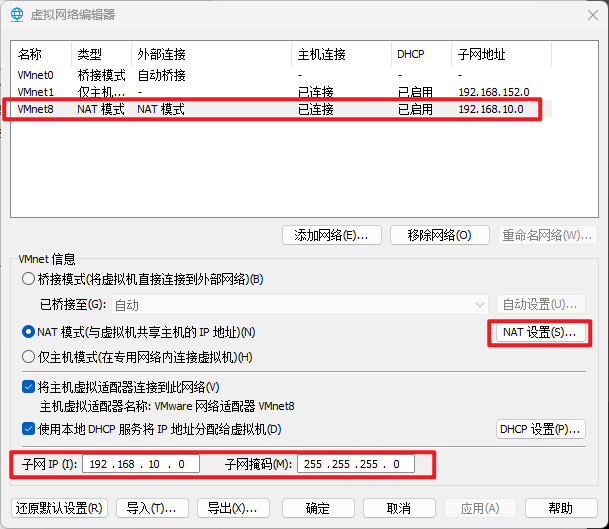 虚拟网络编辑器
名称 类型 外部连接 主机连接 DHCP 子网地址
VMnet0 桥接模式 自动桥接 - - -
VMnet1 仅主机... - 已连接 已启用 192.168.152.0
VMnet8 NAT 模式 NAT 模式 已连接 已启用 192.168.10.0
添加网络(E)... 移除网络(O) 重命名网络(W)...
VMnet 信息
桥接模式(将虚拟机直接连接到外部网络)(B)
已桥接至(G): 自动 自动设置(U)...
NAT 模式(与虚拟机共享主机的 IP 地址)(N) NAT 设置(S)...
仅主机模式(在专用网络内连接虚拟机)(H)
将主机虚拟适配器连接到此网络(V)
主机虚拟适配器名称: VMware 网络适配器 VMnet8
使用本地 DHCP 服务将 IP 地址分配给虚拟机(D) DHCP 设置(P)...
子网 IP (I): 192 .168 . 10 . 0 子网掩码(M): 255 .255 .255 . 0
还原默认设置(R) 导入(T)... 导出(X)... 确定 取消 应用(A) 帮助